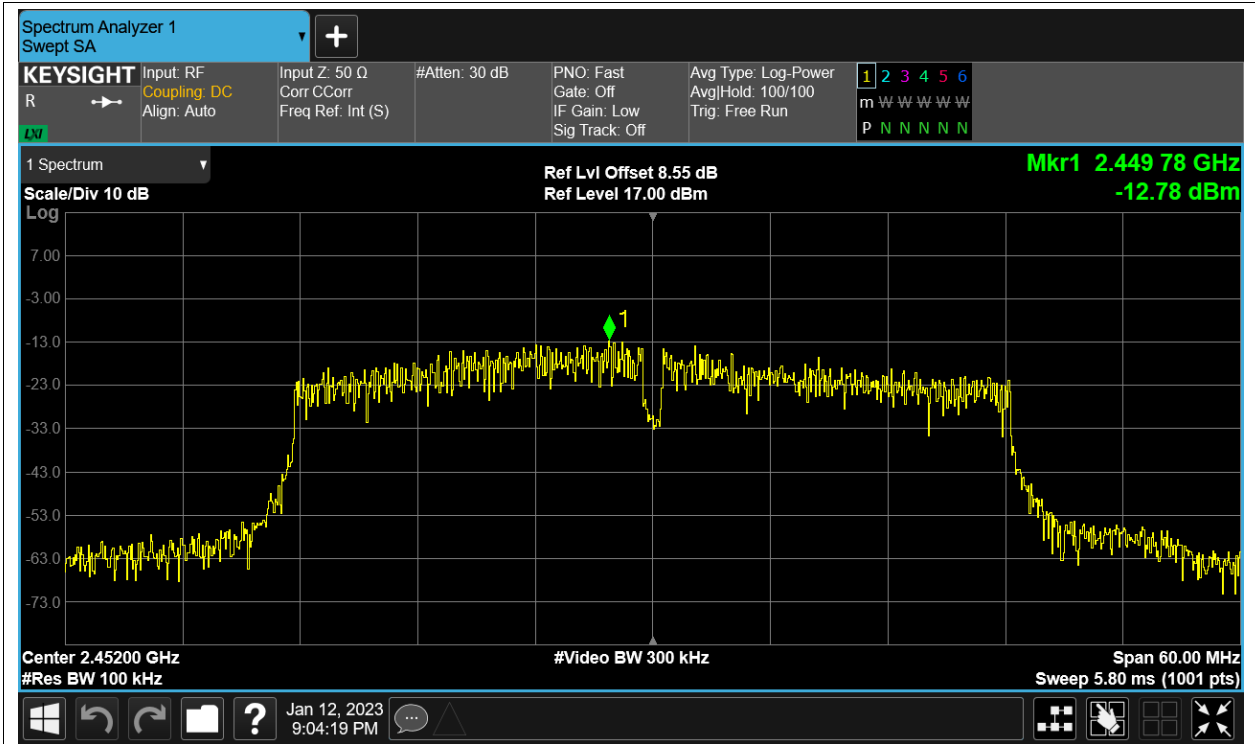 Spectrum Analyzer 1
Swept SA
KEYSIGHT Input: RF Input Z: 50 Ω #Atten: 30 dB PNO: Fast Avg Type: Log-Power 1 2 3 4 5 6
R Coupling: DC Corr CCorr Gate: Off Avg|Hold: 100/100 m W W W W W
Align: Auto Freq Ref: Int (S) IF Gain: Low Trig: Free Run
LXI Sig Track: Off P N N N N N
1 Spectrum Ref Lvl Offset 8.55 dB Mkr1 2.449 78 GHz
Scale/Div 10 dB Ref Level 17.00 dBm -12.78 dBm
Log
7.00
-3.00
1
-13.0
-23.0
-33.0
-43.0
-53.0
-63.0
-73.0
Center 2.45200 GHz #Video BW 300 kHz Span 60.00 MHz
#Res BW 100 kHz Sweep 5.80 ms (1001 pts)
? Jan 12, 2023
9:04:19 PM